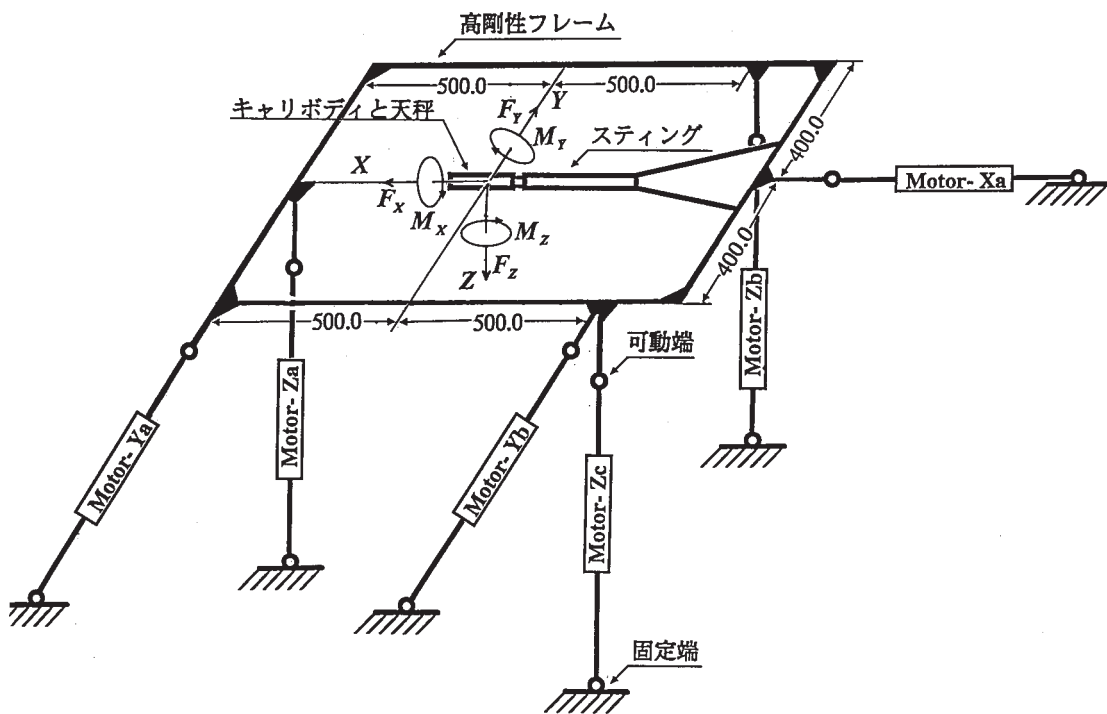 高剛性フレーム
500.0
500.0
キャリボディと天秤
F_Y
Y
M_Y
スティング
400.0
X
F_X
M_X
Motor- Xa
M_Z
F_Z
Z
400.0
500.0
500.0
Motor- Zb
可動端
Motor- Za
Motor- Ya
Motor- Yb
Motor- Zc
固定端